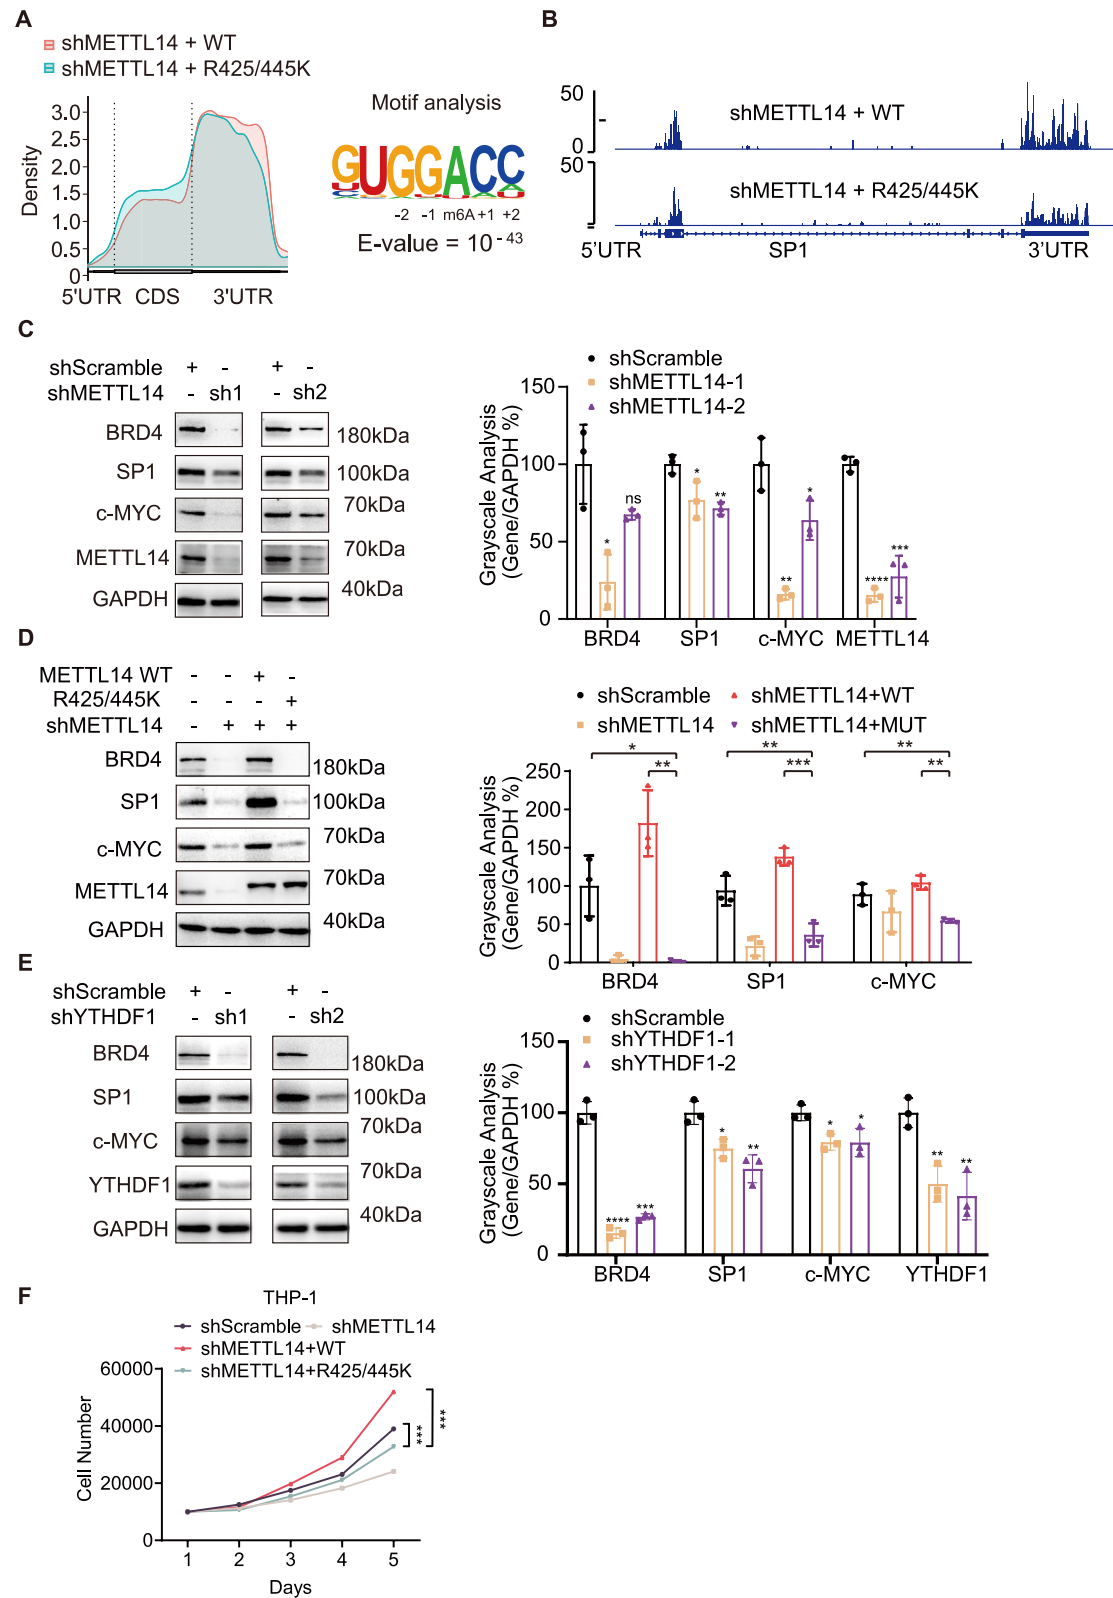 A
shMETTL14 + WT
shMETTL14 + R425/445K
Density
3.0
2.5
2.0
1.5
1.0
0.5
0
5'UTR CDS 3'UTR
Motif analysis
GUGGACC
-2 -1 m6A +1 +2
E-value = 10-43
B
50
0
shMETTL14 + WT
50
0
shMETTL14 + R425/445K
5'UTR SP1 3'UTR
C
shScramble + - + -
shMETTL14 - sh1 - sh2
BRD4 180kDa
SP1 100kDa
c-MYC 70kDa
METTL14 70kDa
GAPDH 40kDa
shScramble
shMETTL14-1
shMETTL14-2
Grayscale Analysis
(Gene/GAPDH %)
150
100
50
0
* ns * ** ** * **** ***
BRD4 SP1 c-MYC METTL14
D
METTL14 WT - - + -
R425/445K - - - +
shMETTL14 - + + +
BRD4 180kDa
SP1 100kDa
c-MYC 70kDa
METTL14 70kDa
GAPDH 40kDa
shScramble shMETTL14+WT
shMETTL14 shMETTL14+MUT
* ** **
** *** **
Grayscale Analysis
(Gene/GAPDH %)
250
200
150
100
50
0
BRD4 SP1 c-MYC
E
shScramble + - + -
shYTHDF1 - sh1 - sh2
BRD4 180kDa
SP1 100kDa
c-MYC 70kDa
YTHDF1 70kDa
GAPDH 40kDa
shScramble
shYTHDF1-1
shYTHDF1-2
Grayscale Analysis
(Gene/GAPDH %)
150
100
50
0
**** *** * ** * * ** **
BRD4 SP1 c-MYC YTHDF1
F
THP-1
shScramble shMETTL14
shMETTL14+WT
shMETTL14+R425/445K
Cell Number
60000
40000
20000
0
*** ***
1 2 3 4 5
Days